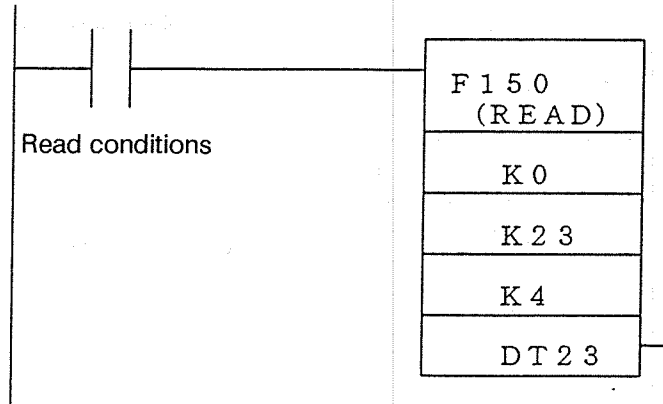 F150
(READ)
Read conditions
K0
K23
K4
DT23